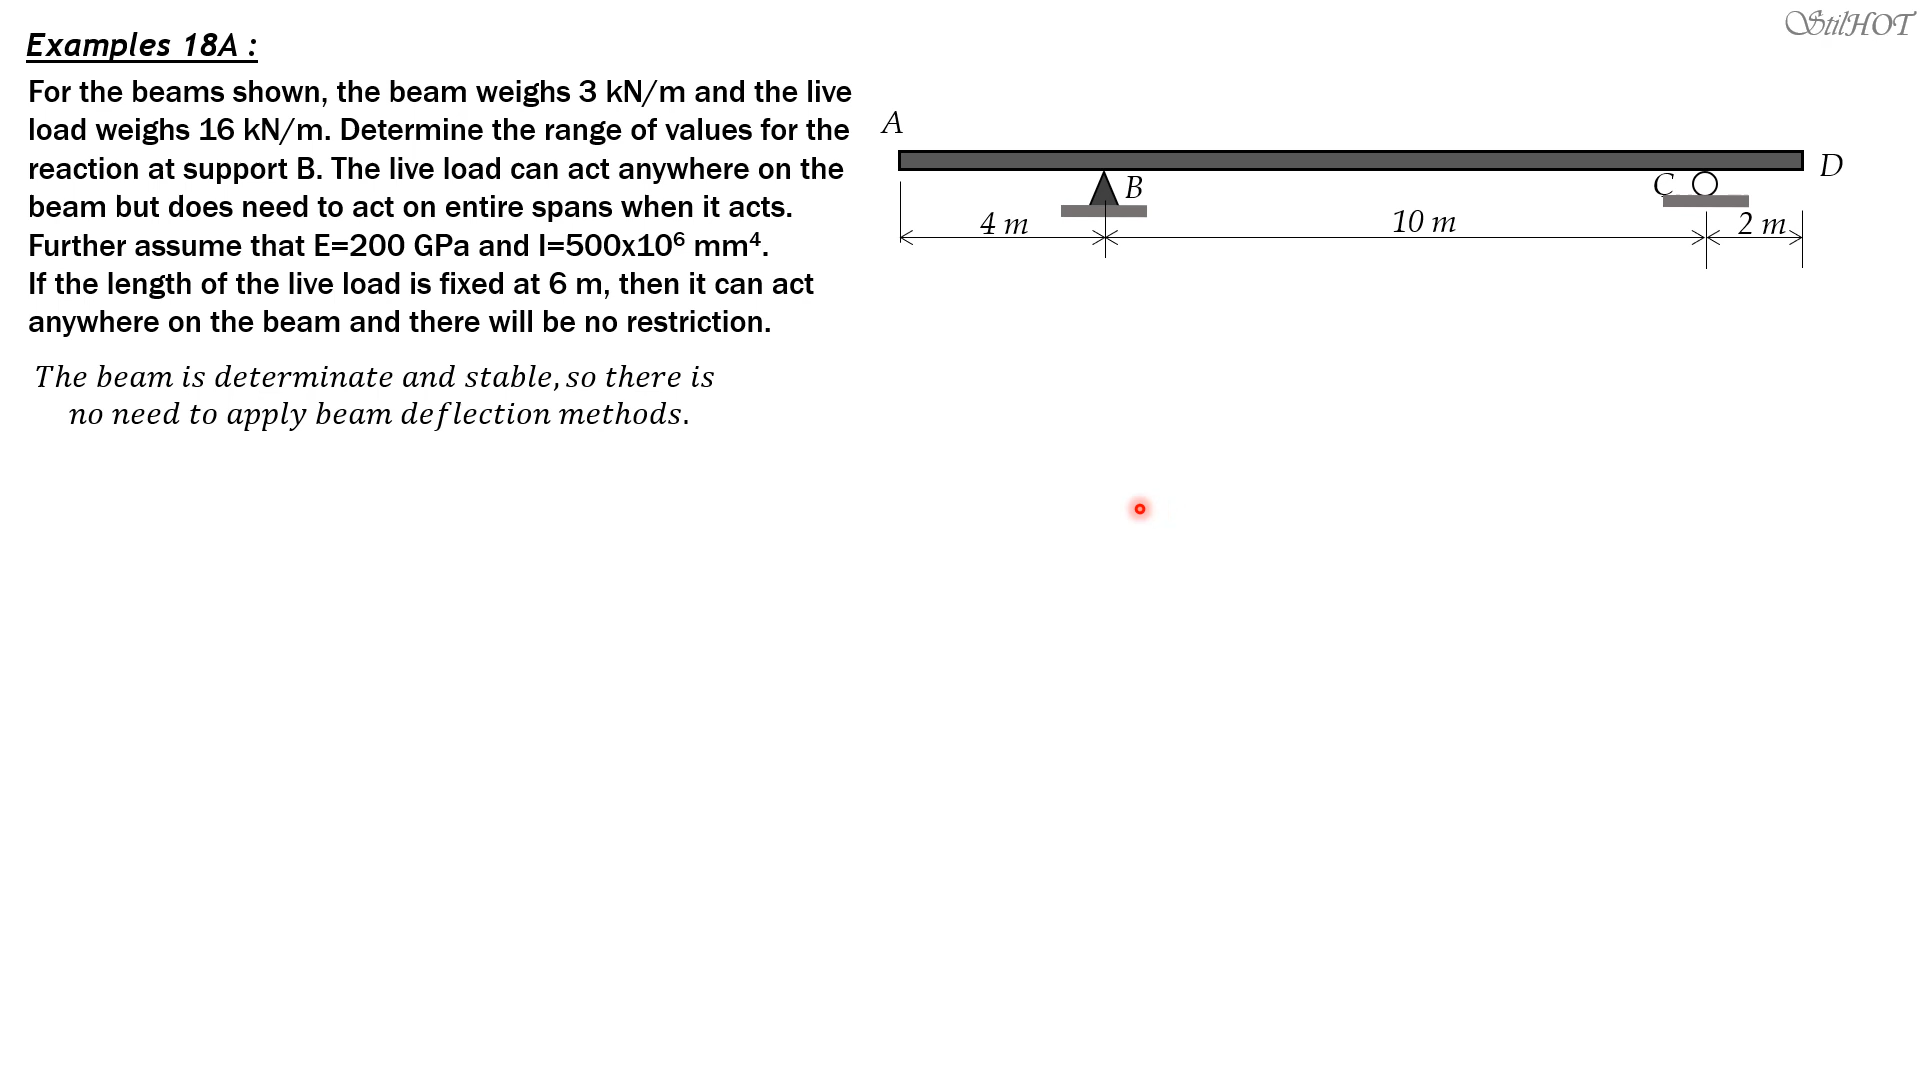 StilHOT
Examples 18A :
For the beams shown, the beam weighs 3 kN/m and the live
load weighs 16 kN/m. Determine the range of values for the
reaction at support B. The live load can act anywhere on the
beam but does need to act on entire spans when it acts.
Further assume that E=200 GPa and I=500x10⁶ mm⁴.
If the length of the live load is fixed at 6 m, then it can act
anywhere on the beam and there will be no restriction.
The beam is determinate and stable, so there is
no need to apply beam deflection methods.
A
D
B
C
4 m
10 m
2 m